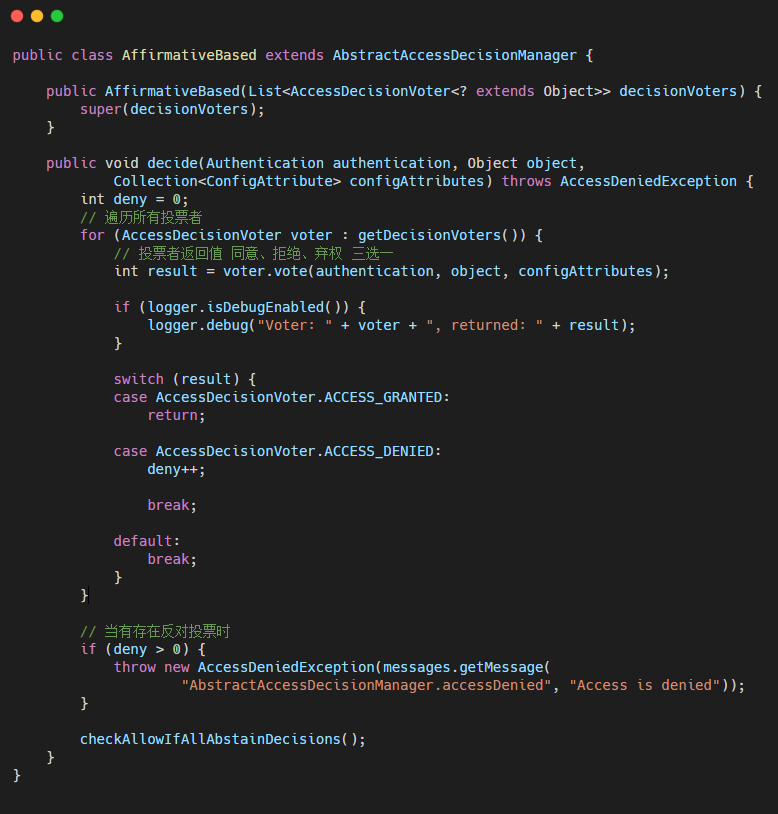 public class AffirmativeBased extends AbstractAccessDecisionManager {
public AffirmativeBased(List<AccessDecisionVoter<? extends Object>> decisionVoters) {
super(decisionVoters);
}
public void decide(Authentication authentication, Object object,
Collection<ConfigAttribute> configAttributes) throws AccessDeniedException {
int deny = 0;
// 遍历所有投票者
for (AccessDecisionVoter voter : getDecisionVoters()) {
// 投票者返回值 同意、拒绝、弃权 三选一
int result = voter.vote(authentication, object, configAttributes);
if (logger.isDebugEnabled()) {
logger.debug("Voter: " + voter + ", returned: " + result);
}
switch (result) {
case AccessDecisionVoter.ACCESS_GRANTED:
return;
case AccessDecisionVoter.ACCESS_DENIED:
deny++;
break;
default:
break;
}
}
// 当有存在反对投票时
if (deny > 0) {
throw new AccessDeniedException(messages.getMessage(
"AbstractAccessDecisionManager.accessDenied", "Access is denied"));
}
checkAllowIfAllAbstainDecisions();
}
}